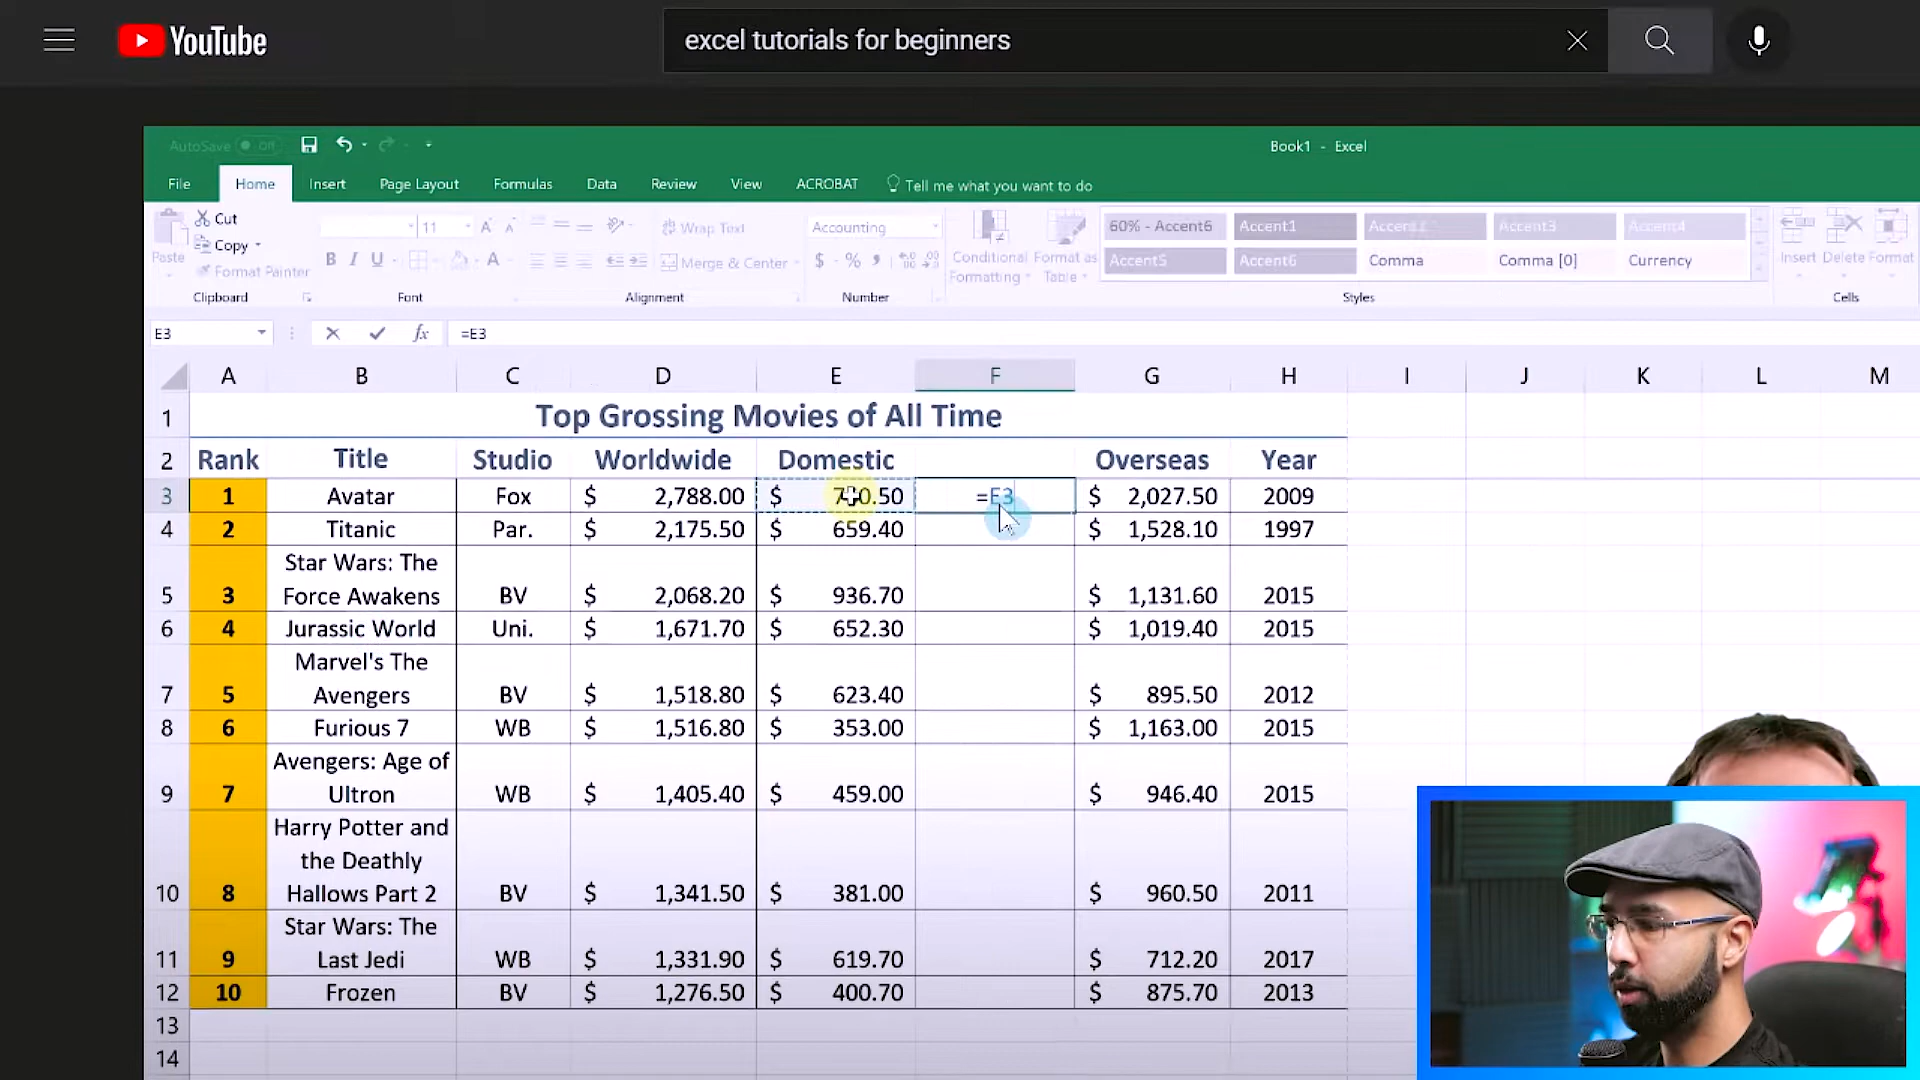 YouTube
excel tutorials for beginners
AutoSave Off
Book1 - Excel
File Home Insert Page Layout Formulas Data Review View ACROBAT Tell me what you want to do
Cut
Copy
Format Painter
Paste
Clipboard
11
B I U
Font
Wrap Text
Merge & Center
Alignment
Accounting
$ % ,
Number
Conditional Formatting
Format as Table
60% - Accent6 Accent1 Accent2 Accent3 Accent4
Accent5 Accent6 Comma Comma [0] Currency
Styles
Insert Delete Format
Cells
E3 fx =E3
A B C D E F G H I J K L M
1 Top Grossing Movies of All Time
2 Rank Title Studio Worldwide Domestic Overseas Year
3 1 Avatar Fox $ 2,788.00 $ .50 =E3 $ 2,027.50 2009
4 2 Titanic Par. $ 2,175.50 $ 659.40 $ 1,528.10 1997
Star Wars: The
5 3 Force Awakens BV $ 2,068.20 $ 936.70 $ 1,131.60 2015
6 4 Jurassic World Uni. $ 1,671.70 $ 652.30 $ 1,019.40 2015
Marvel's The
7 5 Avengers BV $ 1,518.80 $ 623.40 $ 895.50 2012
8 6 Furious 7 WB $ 1,516.80 $ 353.00 $ 1,163.00 2015
Avengers: Age of
9 7 Ultron WB $ 1,405.40 $ 459.00 $ 946.40 2015
Harry Potter and
the Deathly
10 8 Hallows Part 2 BV $ 1,341.50 $ 381.00 $ 960.50 2011
Star Wars: The
11 9 Last Jedi WB $ 1,331.90 $ 619.70 $ 712.20 2017
12 10 Frozen BV $ 1,276.50 $ 400.70 $ 875.70 2013
13
14